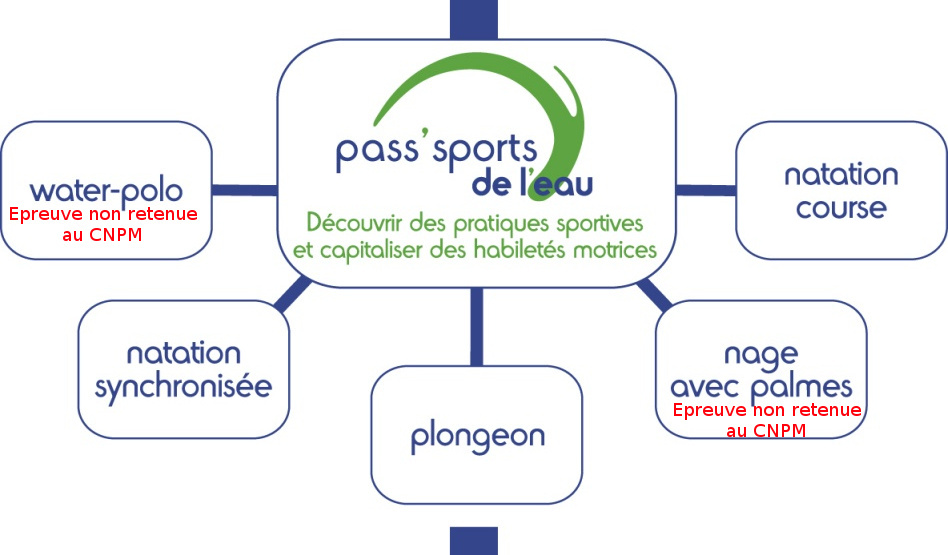 pass'sports
de l'eau
Découvrir des pratiques sportives
et capitaliser des habiletés motrices
water-polo
Epreuve non retenue
au CNPM
natation
synchronisée
plongeon
nage
avec palmes
Epreuve non retenue
au CNPM
natation
course